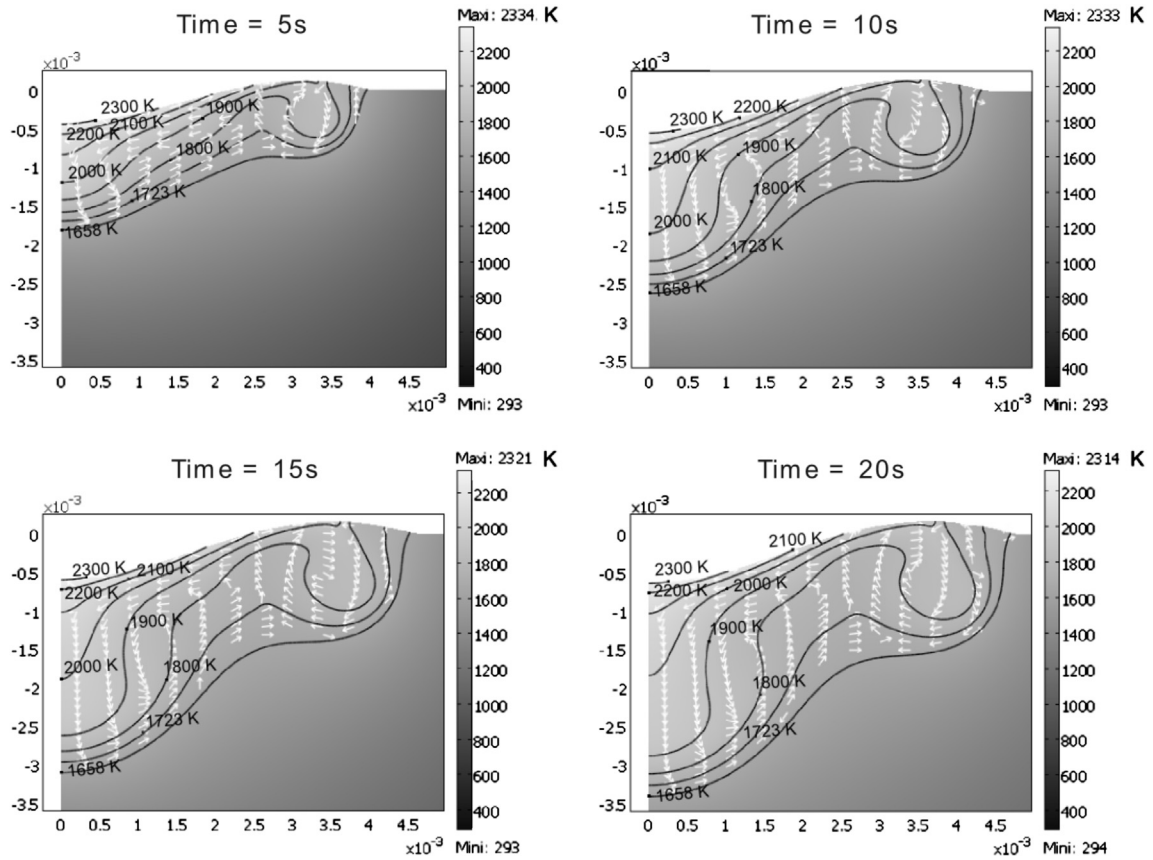 Time = 5s
Maxi: 2334. K
x10⁻³
0
-0.5
-1
-1.5
-2
-2.5
-3
-3.5
2300 K
2200 K
2100 K
1900 K
2000 K
1800 K
1723 K
1658 K
0 0.5 1 1.5 2 2.5 3 3.5 4 4.5
x10⁻³
2200
2000
1800
1600
1400
1200
1000
800
600
400
Mini: 293
Time = 10s
Maxi: 2333 K
x10⁻³
0
-0.5
-1
-1.5
-2
-2.5
-3
-3.5
2300 K
2200 K
2100 K
1900 K
1800 K
2000 K
1723 K
1658 K
0 0.5 1 1.5 2 2.5 3 3.5 4 4.5
x10⁻³
2200
2000
1800
1600
1400
1200
1000
800
600
400
Mini: 293
Time = 15s
Maxi: 2321 K
x10⁻³
0
-0.5
-1
-1.5
-2
-2.5
-3
-3.5
2300 K
2100 K
2200 K
1900 K
2000 K
1800 K
1723 K
1658 K
0 0.5 1 1.5 2 2.5 3 3.5 4 4.5
x10⁻³
2200
2000
1800
1600
1400
1200
1000
800
600
400
Mini: 293
Time = 20s
Maxi: 2314 K
x10⁻³
0
-0.5
-1
-1.5
-2
-2.5
-3
-3.5
2100 K
2300 K
2200 K
2000 K
1900 K
1800 K
1723 K
1658 K
0 0.5 1 1.5 2 2.5 3 3.5 4 4.5
x10⁻³
2200
2000
1800
1600
1400
1200
1000
800
600
400
Mini: 294